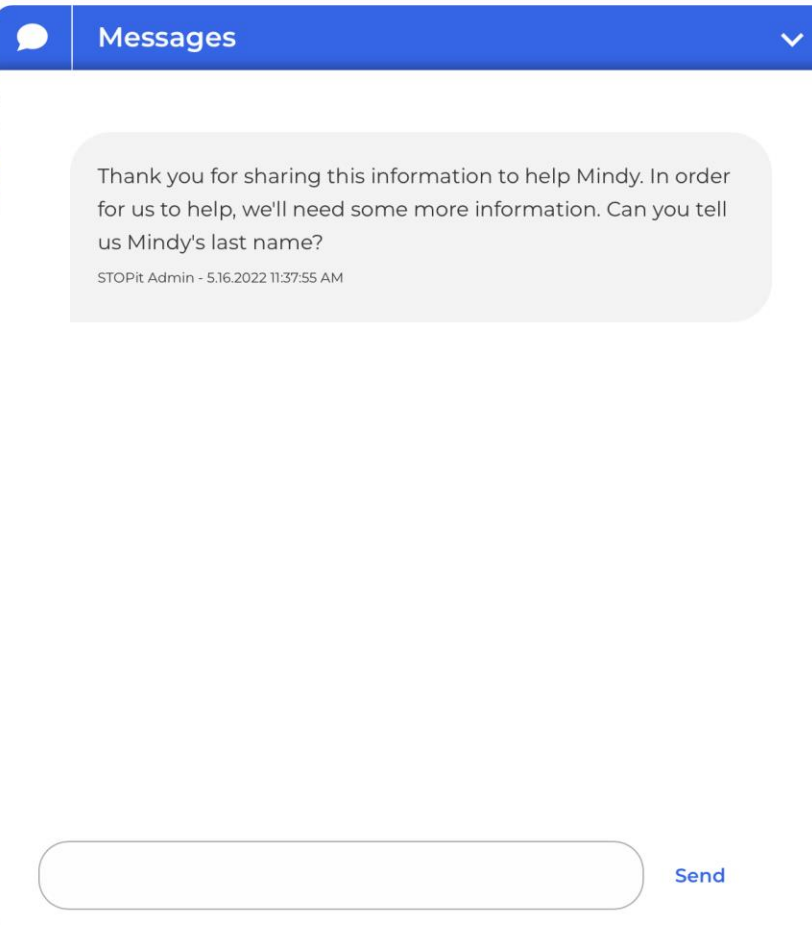 Messages
Thank you for sharing this information to help Mindy. In order
for us to help, we'll need some more information. Can you tell
us Mindy's last name?
STOPit Admin - 5.16.2022 11:37:55 AM
Send